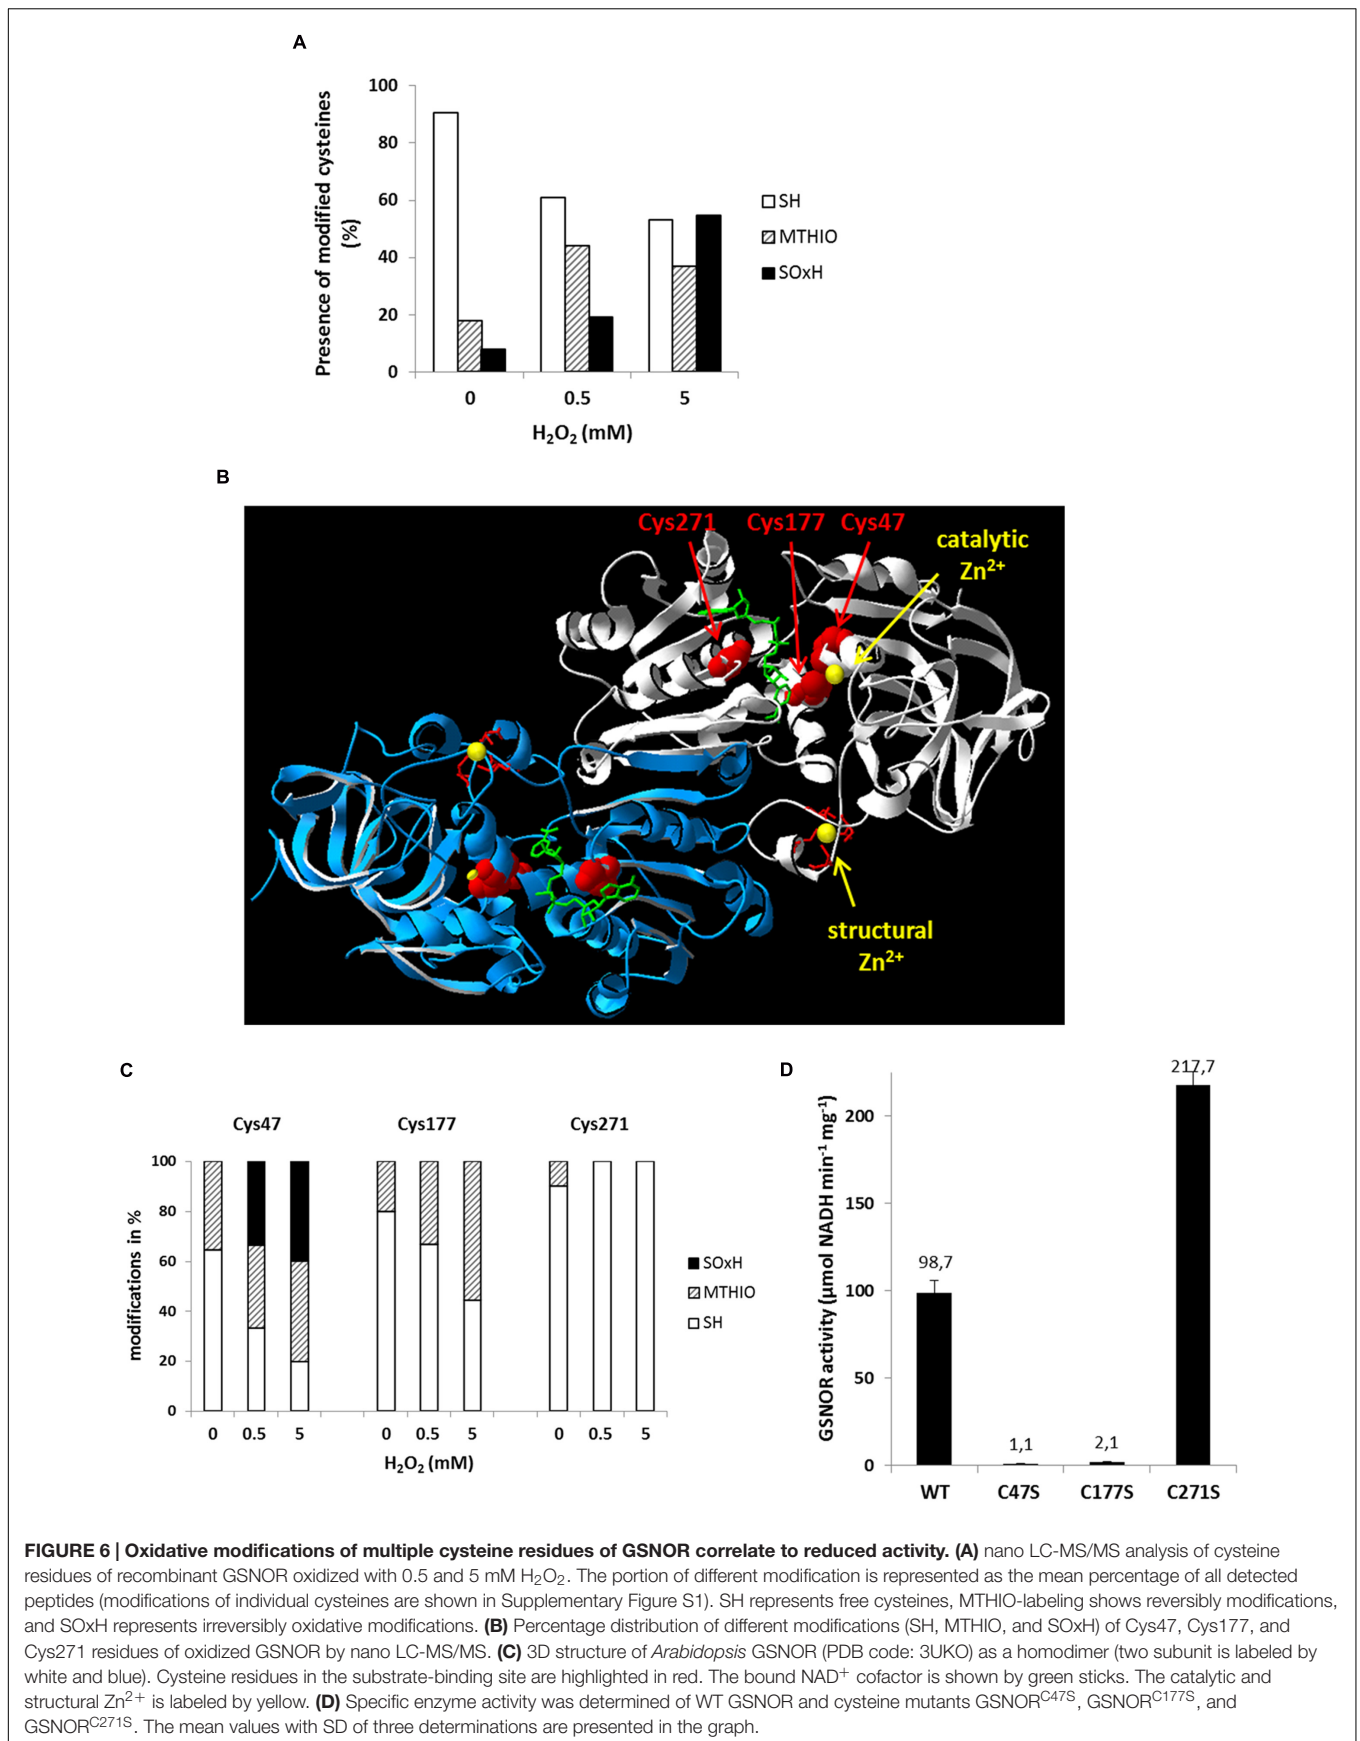 A
Presence of modified cysteines
(%)
100
80
60
40
20
0
0 0.5 5
H₂O₂ (mM)
SH
MTHIO
SOxH
B
Cys271 Cys177 Cys47
catalytic
Zn²⁺
structural
Zn²⁺
C
Cys47 Cys177 Cys271
modifications in %
100
80
60
40
20
0
0 0.5 5 0 0.5 5 0 0.5 5
H₂O₂ (mM)
SOxH
MTHIO
SH
D
GSNOR activity (µmol NADH min⁻¹ mg⁻¹)
200
150
100
50
0
98,7
1,1
2,1
217,7
WT C47S C177S C271S
FIGURE 6 | Oxidative modifications of multiple cysteine residues of GSNOR correlate to reduced activity. (A) nano LC-MS/MS analysis of cysteine
residues of recombinant GSNOR oxidized with 0.5 and 5 mM H₂O₂. The portion of different modification is represented as the mean percentage of all detected
peptides (modifications of individual cysteines are shown in Supplementary Figure S1). SH represents free cysteines, MTHIO-labeling shows reversibly modifications,
and SOxH represents irreversibly oxidative modifications. (B) Percentage distribution of different modifications (SH, MTHIO, and SOxH) of Cys47, Cys177, and
Cys271 residues of oxidized GSNOR by nano LC-MS/MS. (C) 3D structure of Arabidopsis GSNOR (PDB code: 3UKO) as a homodimer (two subunit is labeled by
white and blue). Cysteine residues in the substrate-binding site are highlighted in red. The bound NAD⁺ cofactor is shown by green sticks. The catalytic and
structural Zn²⁺ is labeled by yellow. (D) Specific enzyme activity was determined of WT GSNOR and cysteine mutants GSNOR^C47S, GSNOR^C177S, and
GSNOR^C271S. The mean values with SD of three determinations are presented in the graph.